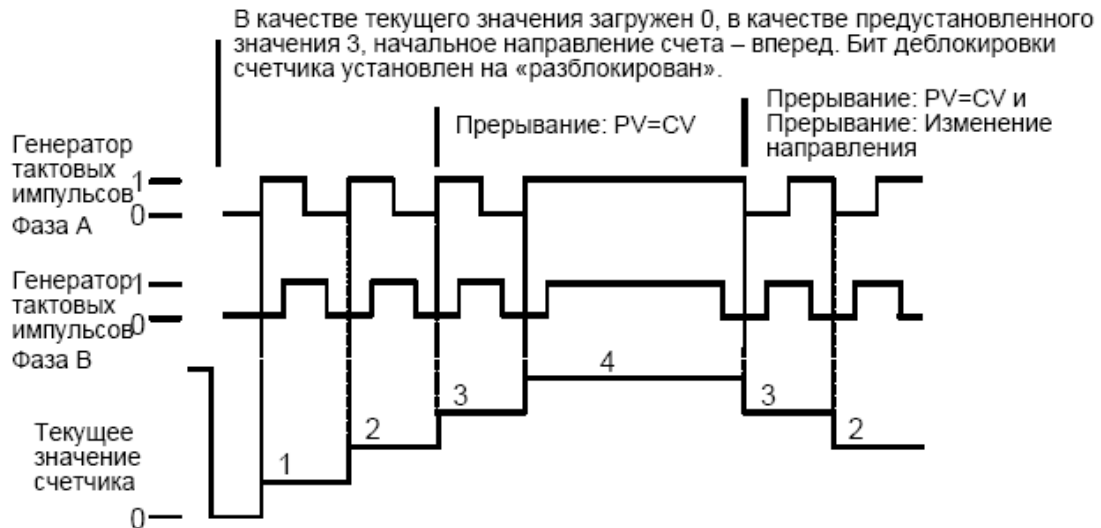 В качестве текущего значения загружен 0, в качестве предустановленного
значения 3, начальное направление счета – вперед. Бит деблокировки
счетчика установлен на «разблокирован».
Прерывание: PV=CV
Прерывание: PV=CV и
Прерывание: Изменение
направления
Генератор
тактовых
импульсов
1
0
Фаза А
Генератор
тактовых
импульсов
1
0
Фаза В
Текущее
значение
счетчика
0
1
2
3
4
3
2